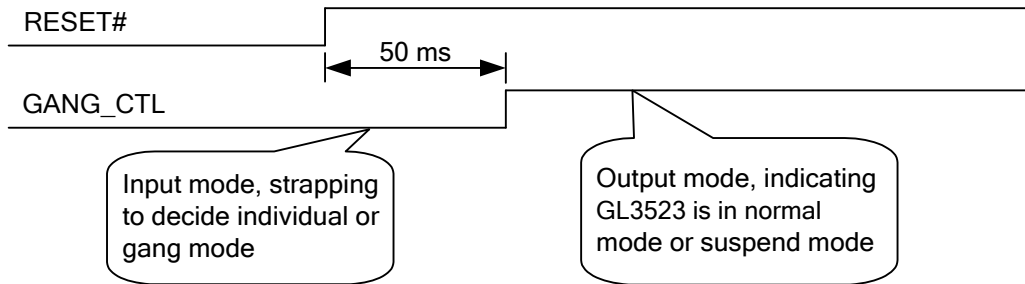 RESET#
50 ms
GANG_CTL
Input mode, strapping
to decide individual or
gang mode
Output mode, indicating
GL3523 is in normal
mode or suspend mode